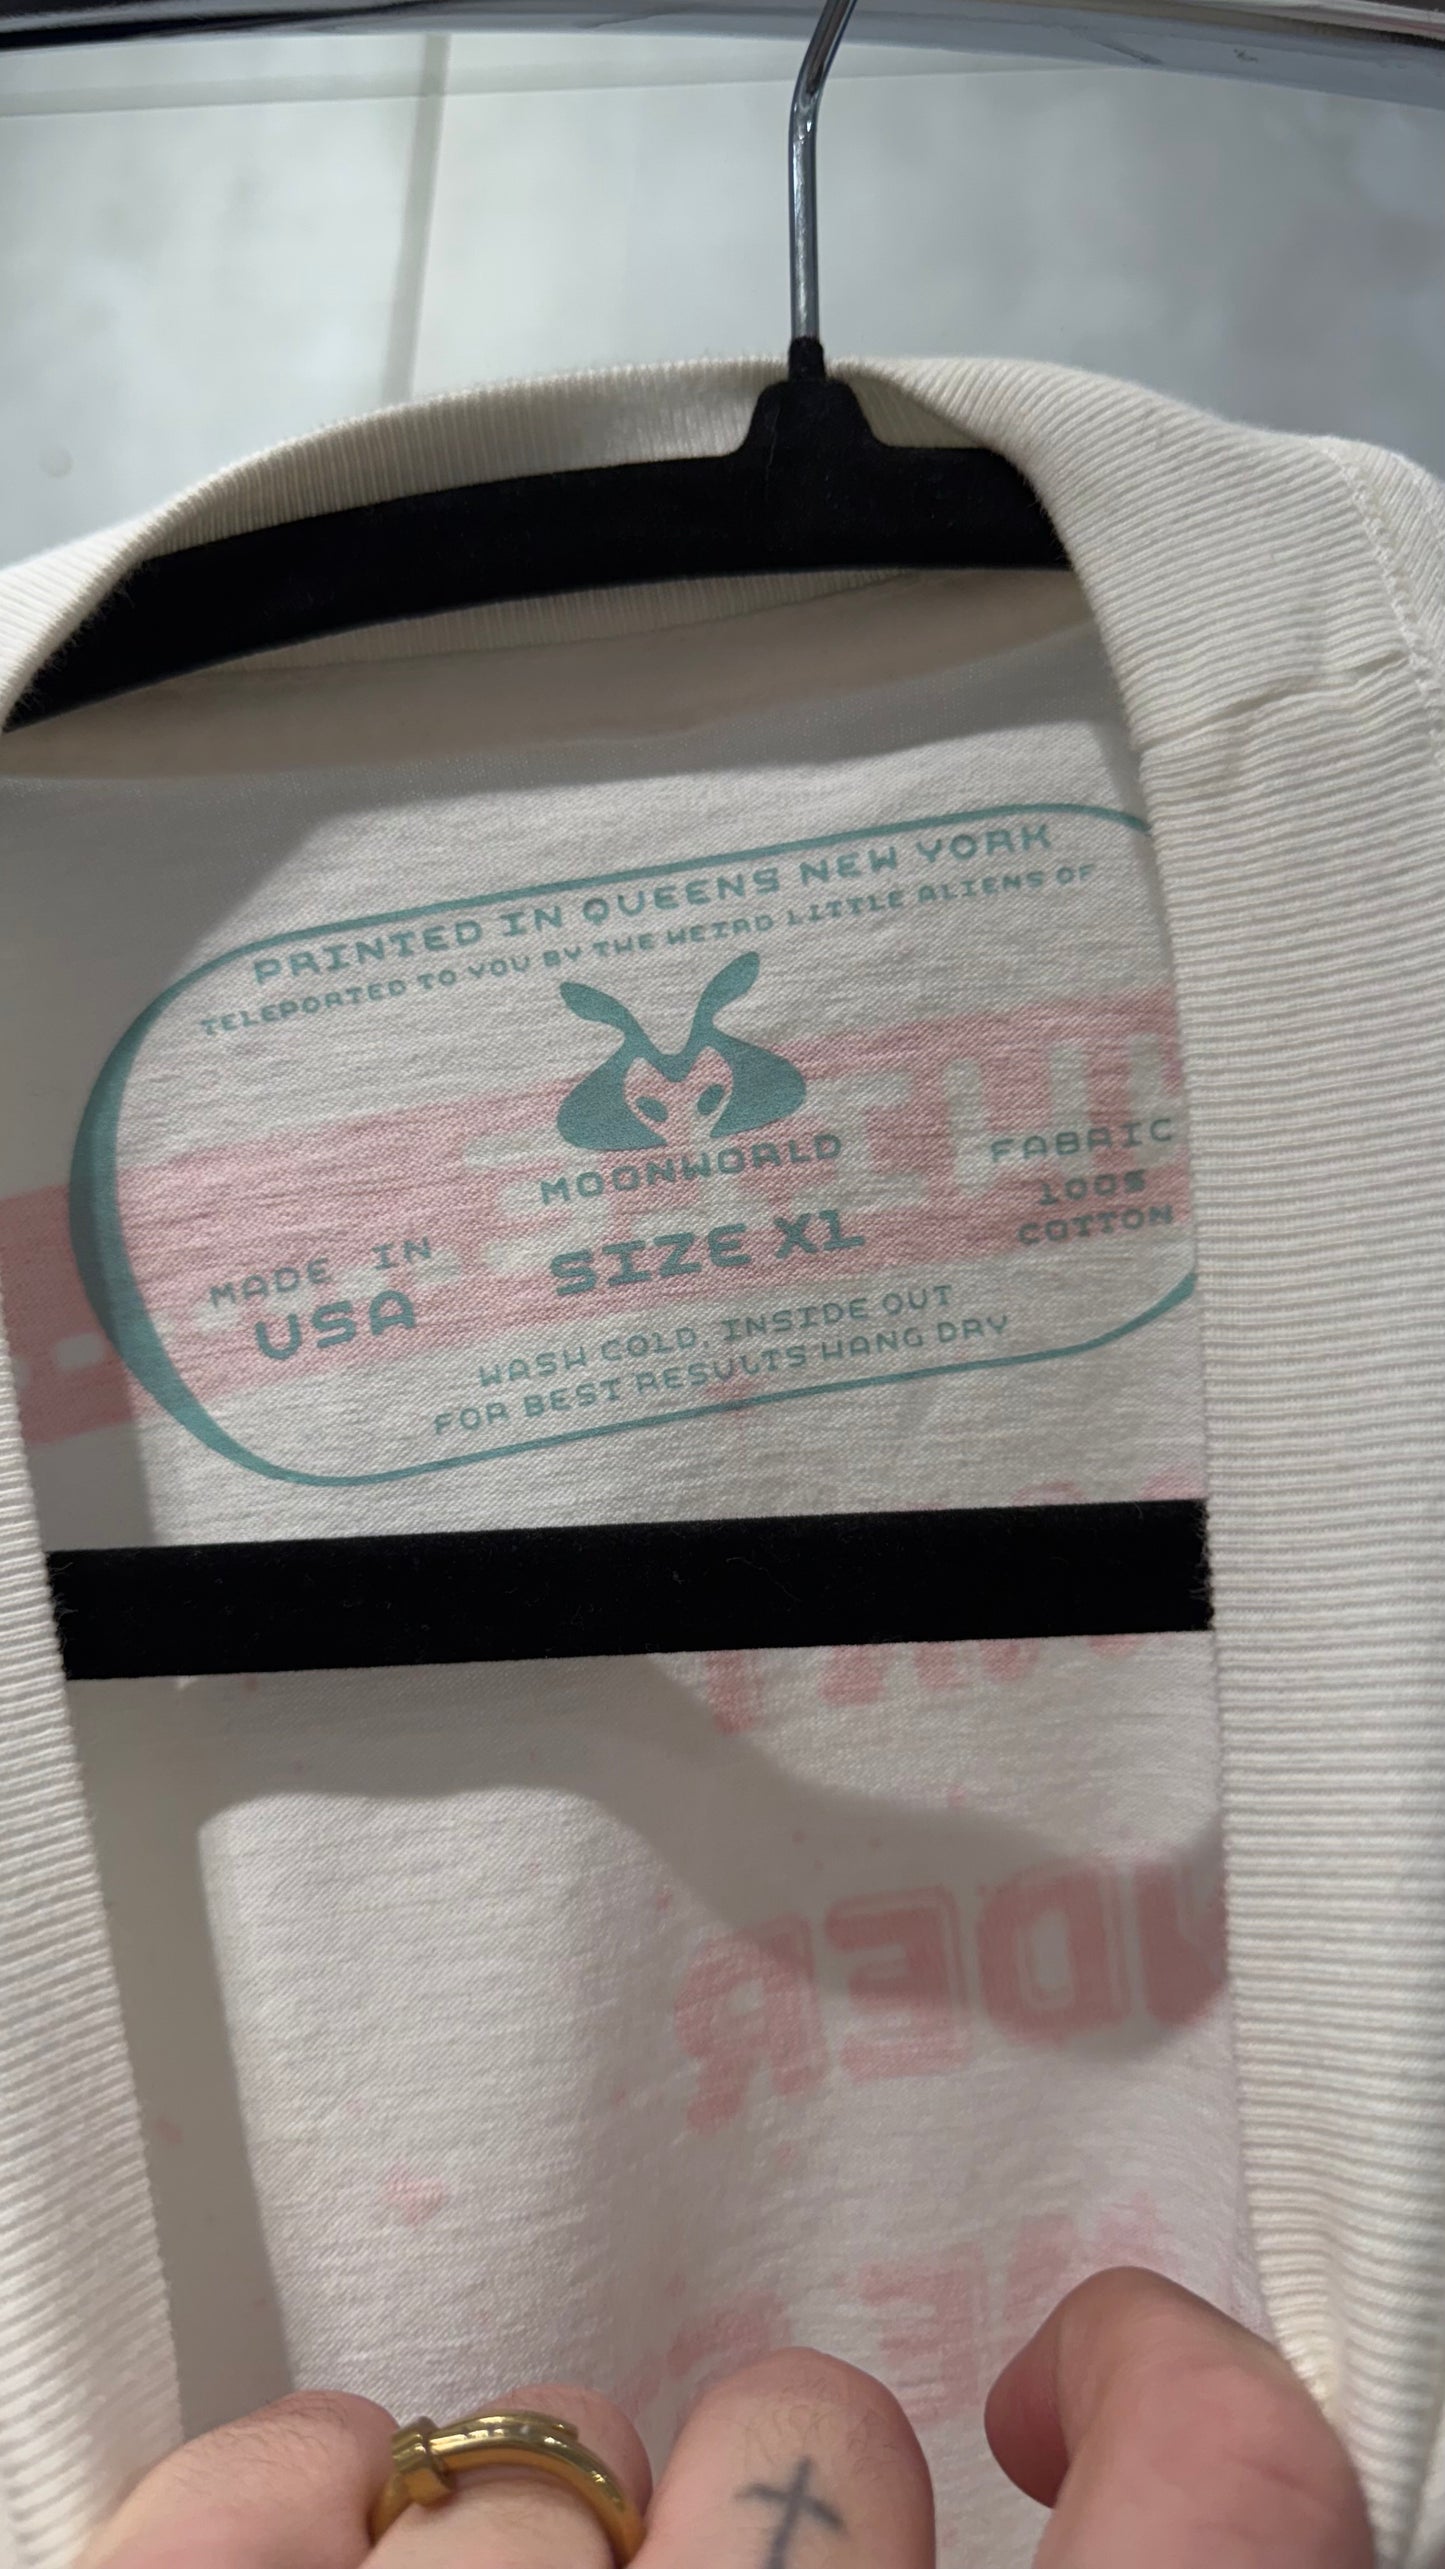 PRINTED IN QUEENS NEW YORK
TELEPORTED TO YOU BY THE WEIRD LITTLE ALIENS OF
MOONWORLD
MADE IN
USA
SIZE XL
FABRIC
100%
COTTON
WASH COLD, INSIDE OUT
FOR BEST RESULTS HANG DRY